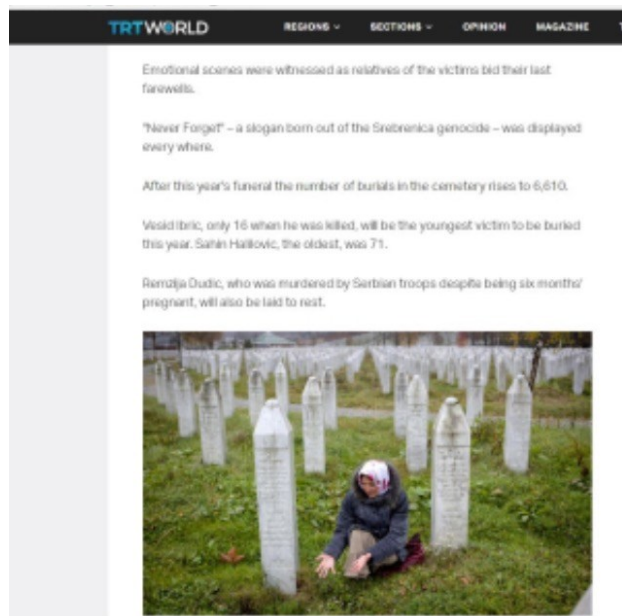 TRTWORLD
REGIONS SECTIONS OPINION MAGAZINE
Emotional scenes were witnessed as relatives of the victims bid their last
farewells.
"Never Forget" – a slogan born out of the Srebrenica genocide – was displayed
every where.
After this year's funeral the number of burials in the cemetery rises to 6,610.
Vesid Ibric, only 16 when he was killed, will be the youngest victim to be buried
this year. Sahin Halilovic, the oldest, was 71.
Remzija Dudic, who was murdered by Serbian troops despite being six months'
pregnant, will also be laid to rest.